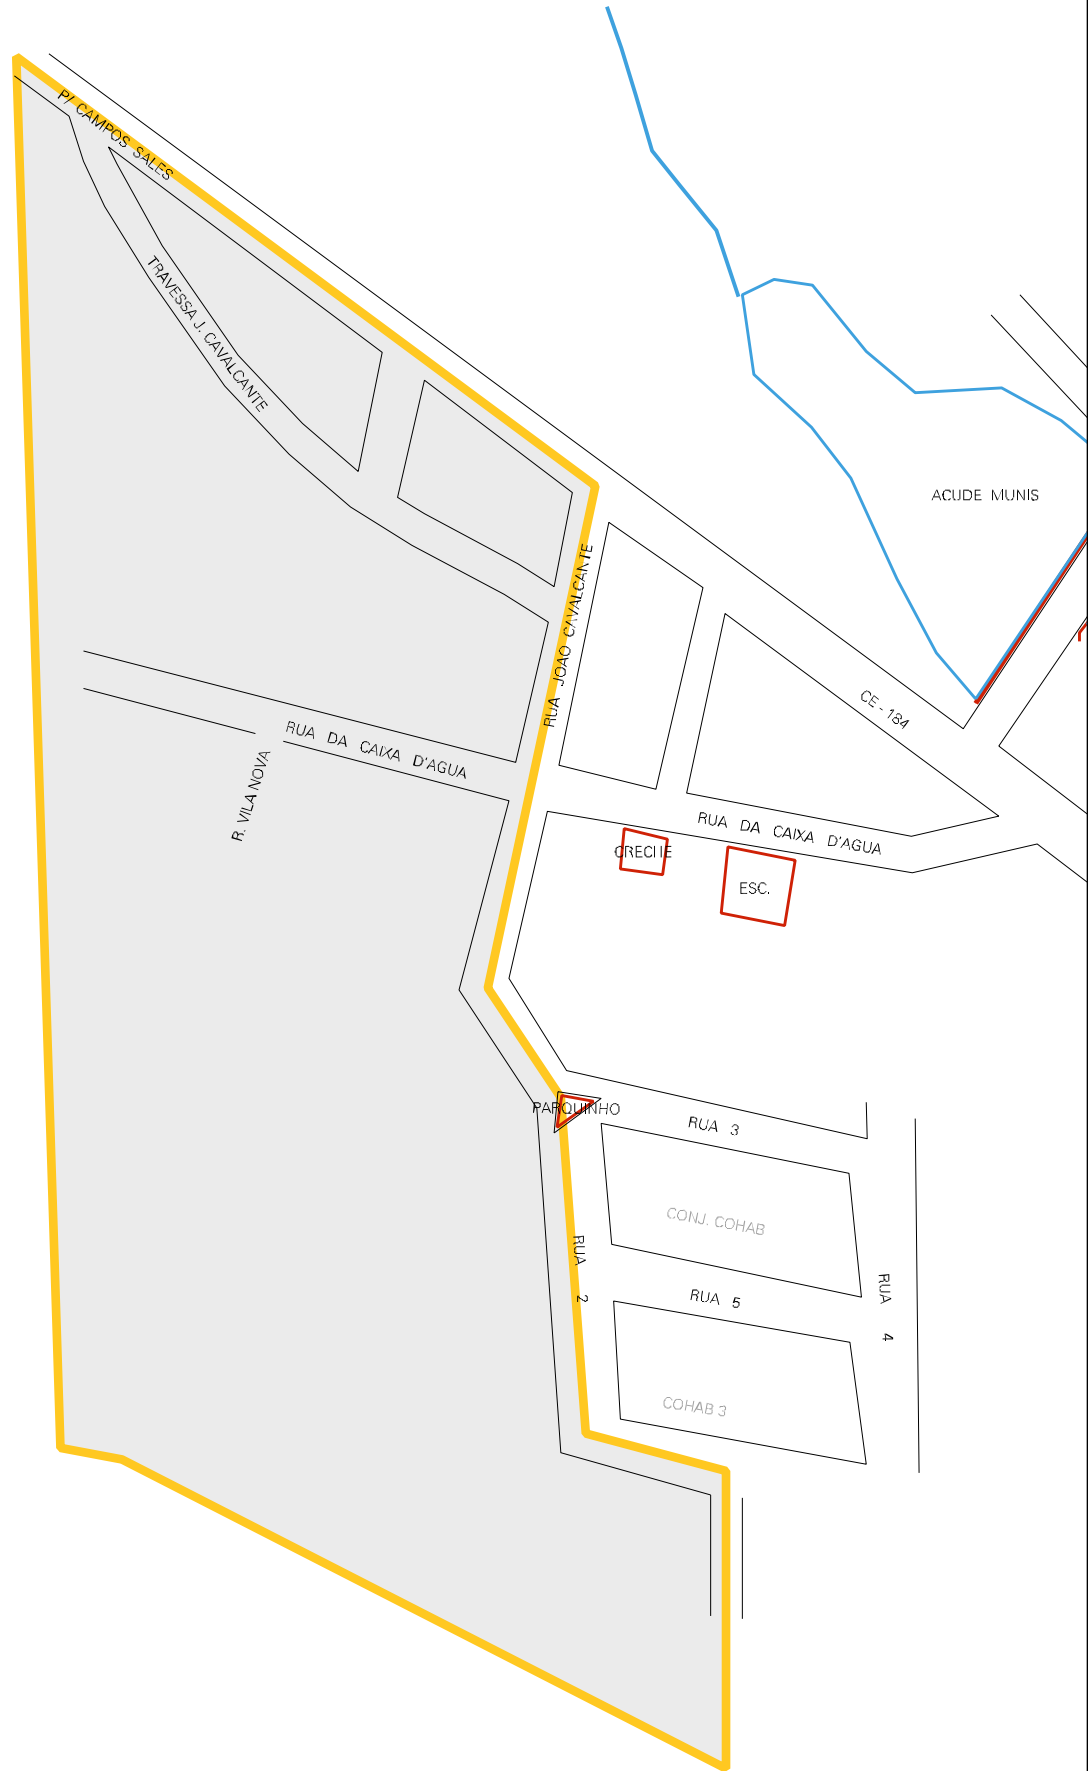 P/ CAMPOS SALES
TRAVESSA J. CAVALCANTE
ACUDE MUNIS
RUA JOAO CAVALCANTE
CE - 184
RUA DA CAIXA D'AGUA
R. VILA NOVA
RUA DA CAIXA D'AGUA
CRECHE
ESC.
PARQUINHO
RUA 3
CONJ. COHAB
RUA 2
RUA 5
RUA 4
COHAB 3